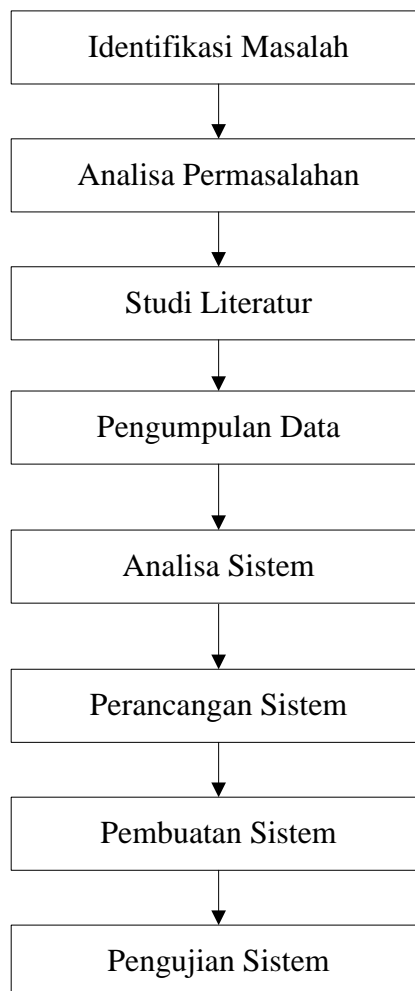 Identifikasi Masalah
Analisa Permasalahan
Studi Literatur
Pengumpulan Data
Analisa Sistem
Perancangan Sistem
Pembuatan Sistem
Pengujian Sistem